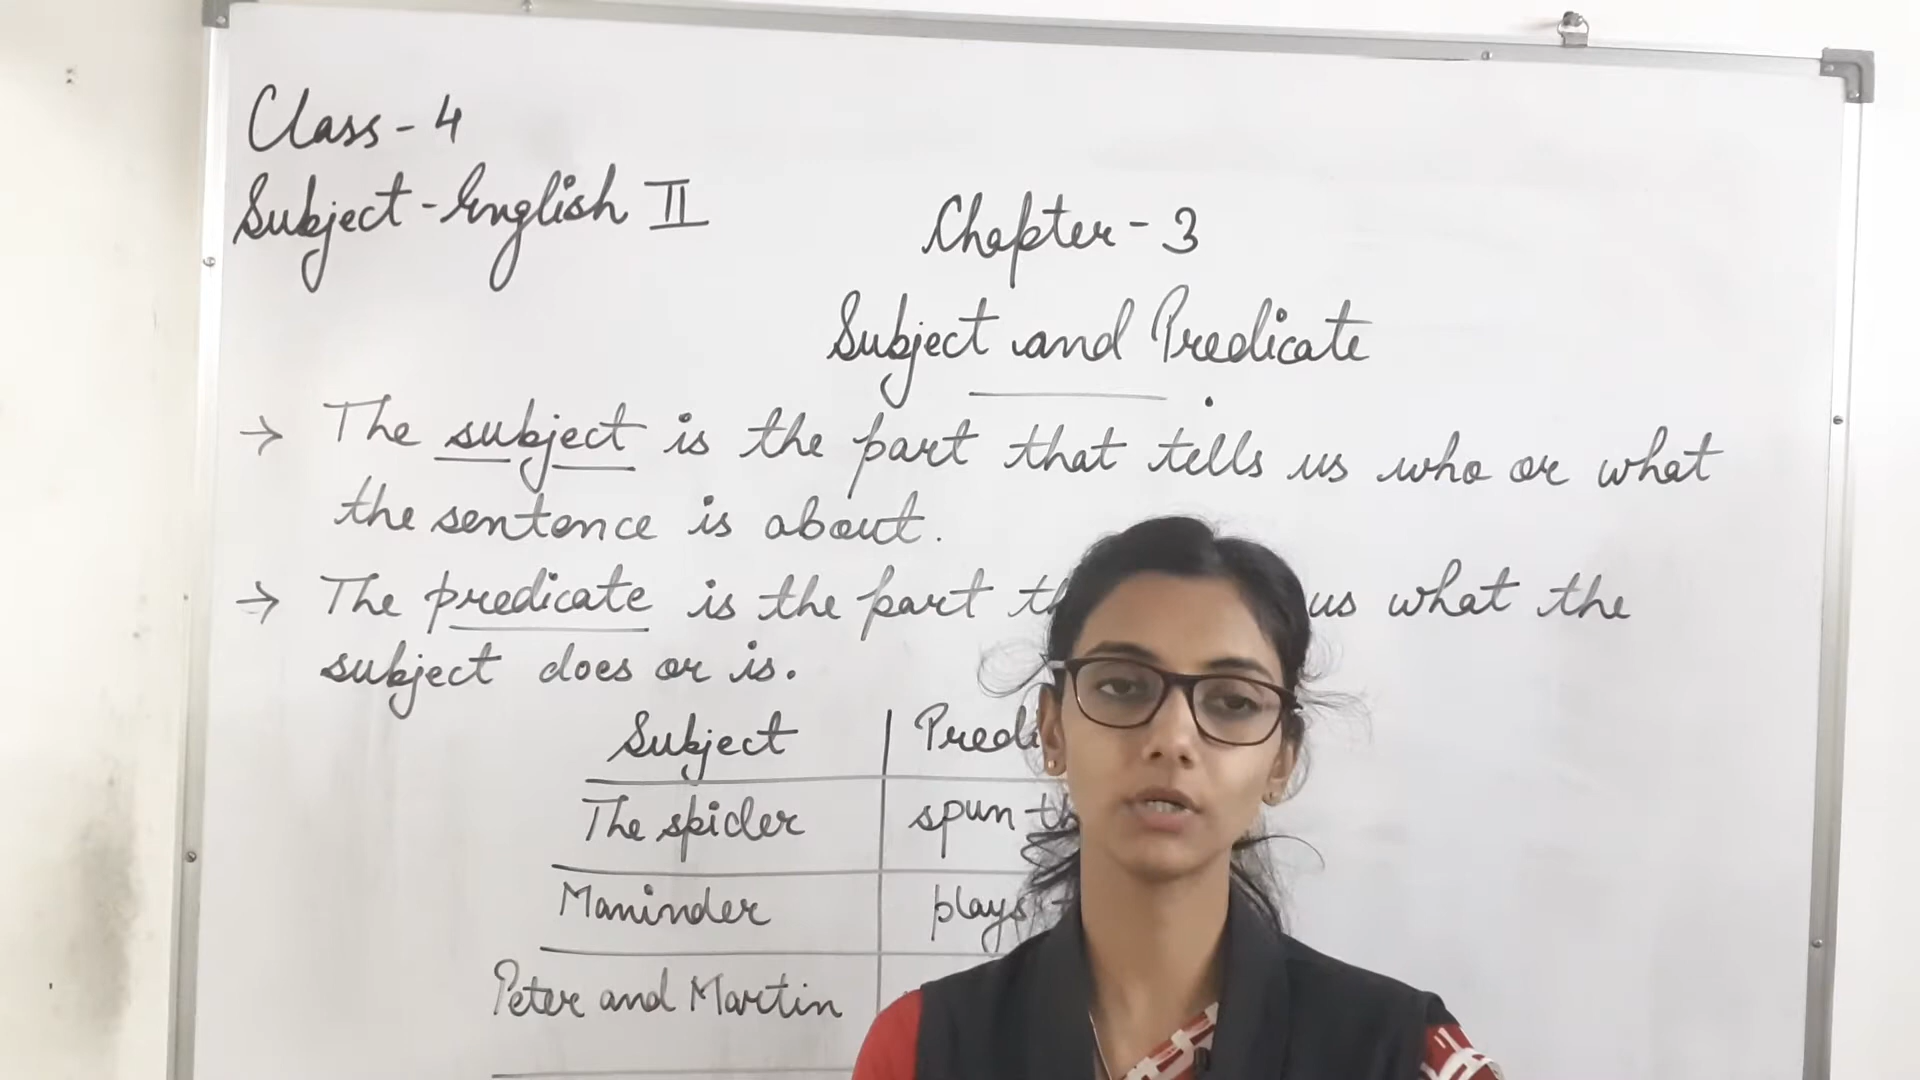 Class - 4
Subject - English II
Chapter - 3
Subject and Predicate
→ The subject is the part that tells us who or what
the sentence is about.
→ The predicate is the part us what the
subject does or is.
Subject
The spider spun
Maninder plays
Peter and Martin